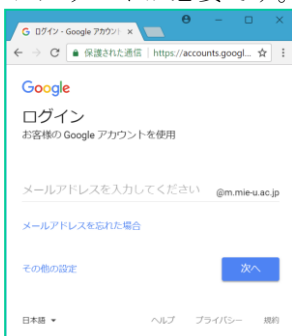 G ログイン - Google アカウント ×
保護された通信 | https://accounts.googl...
Google
ログイン
お客様の Google アカウントを使用
メールアドレスを入力してください @m.mie-u.ac.jp
メールアドレスを忘れた場合
その他の設定 次へ
日本語 ヘルプ プライバシー 規約